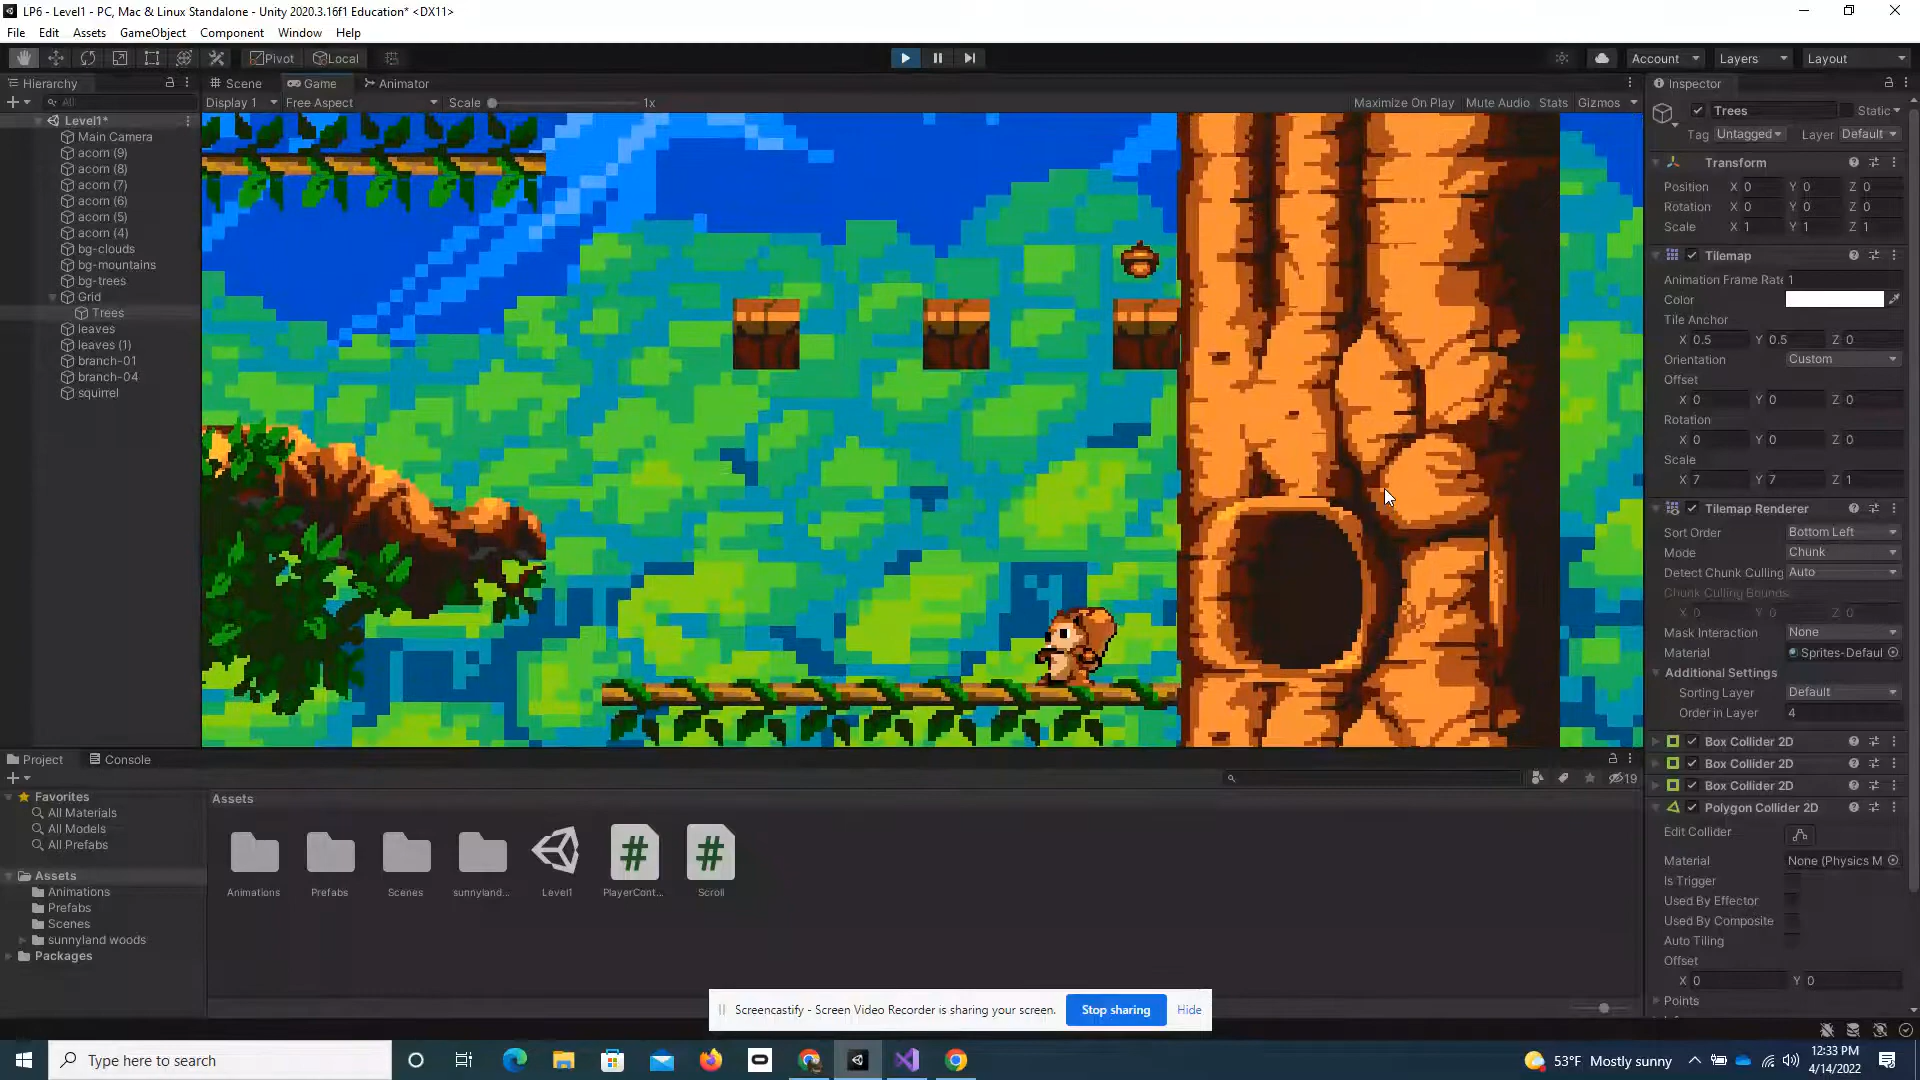 LP6 - Level1 - PC, Mac & Linux Standalone - Unity 2020.3.16f1 Education* <DX11>
File Edit Assets GameObject Component Window Help
Pivot Local Account Layers Layout
Hierarchy
All
Level1*
Main Camera
acorn (9)
acorn (8)
acorn (7)
acorn (6)
acorn (5)
acorn (4)
bg-clouds
bg-mountains
bg-trees
Grid
Trees
leaves
leaves (1)
branch-01
branch-04
squirrel
Scene Game Animator
Display 1 Free Aspect Scale 1x Maximize On Play Mute Audio Stats Gizmos
Inspector
Trees Static
Tag Untagged Layer Default
Transform
Position X 0 Y 0 Z 0
Rotation X 0 Y 0 Z 0
Scale X 1 Y 1 Z 1
Tilemap
Animation Frame Rate 1
Color
Tile Anchor
X 0.5 Y 0.5 Z 0
Orientation Custom
Offset
X 0 Y 0 Z 0
Rotation
X 0 Y 0 Z 0
Scale
X 7 Y 7 Z 1
Tilemap Renderer
Sort Order Bottom Left
Mode Chunk
Detect Chunk Culling Auto
Chunk Culling Bounds
X 0 Y 0 Z 0
Mask Interaction None
Material Sprites-Defaul
Additional Settings
Sorting Layer Default
Order in Layer 4
Box Collider 2D
Box Collider 2D
Box Collider 2D
Polygon Collider 2D
Edit Collider
Material None (Physics M
Is Trigger
Used By Effector
Used By Composite
Auto Tiling
Offset
X 0 Y 0
Points
Project Console
19
Favorites
All Materials
All Models
All Prefabs
Assets
Animations
Prefabs
Scenes
sunnyland woods
Packages
Assets
Animations Prefabs Scenes sunnyland... Level1 PlayerCont... Scroll
Screencastify - Screen Video Recorder is sharing your screen. Stop sharing Hide
Type here to search
53°F Mostly sunny
12:33 PM
4/14/2022